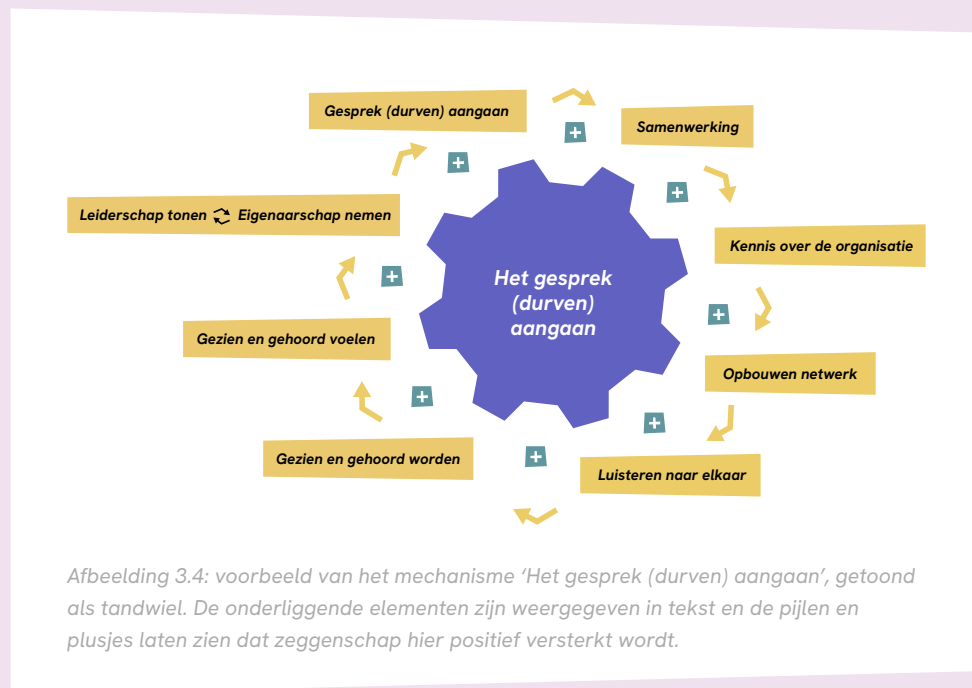 Gesprek (durven) aangaan
Samenwerking
Leiderschap tonen Eigenaarschap nemen
Kennis over de organisatie
Het gesprek
(durven)
aangaan
Gezien en gehoord voelen
Opbouwen netwerk
Gezien en gehoord worden
Luisteren naar elkaar
Afbeelding 3.4: voorbeeld van het mechanisme ‘Het gesprek (durven) aangaan’, getoond
als tandwiel. De onderliggende elementen zijn weergegeven in tekst en de pijlen en
plusjes laten zien dat zeggenschap hier positief versterkt wordt.